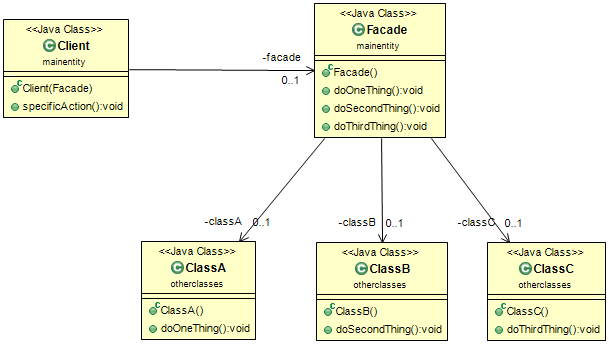 <<Java Class>>
Client
mainentity
Client(Facade)
specificAction():void
-facade
0..1
<<Java Class>>
Facade
mainentity
Facade()
doOneThing():void
doSecondThing():void
doThirdThing():void
-classA 0..1
-classB 0..1
-classC 0..1
<<Java Class>>
ClassA
otherclasses
ClassA()
doOneThing():void
<<Java Class>>
ClassB
otherclasses
ClassB()
doSecondThing():void
<<Java Class>>
ClassC
otherclasses
ClassC()
doThirdThing():void